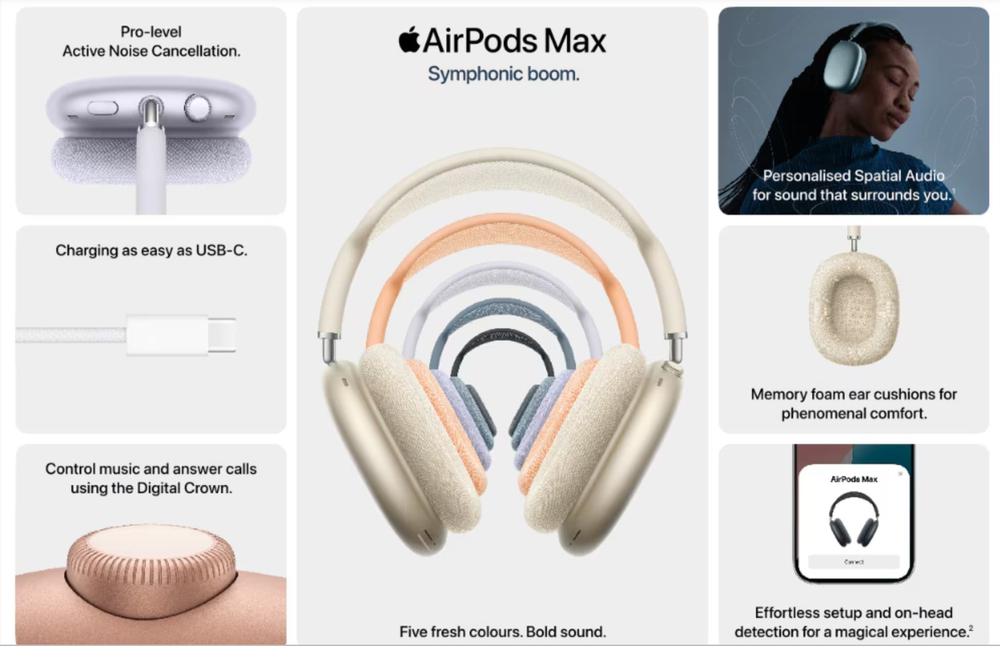 Pro-level
Active Noise Cancellation.
Charging as easy as USB-C.
Control music and answer calls
using the Digital Crown.
AirPods Max
Symphonic boom.
Five fresh colours. Bold sound.
Personalised Spatial Audio
for sound that surrounds you.¹
Memory foam ear cushions for
phenomenal comfort.
AirPods Max
Connect
Effortless setup and on-head
detection for a magical experience.²